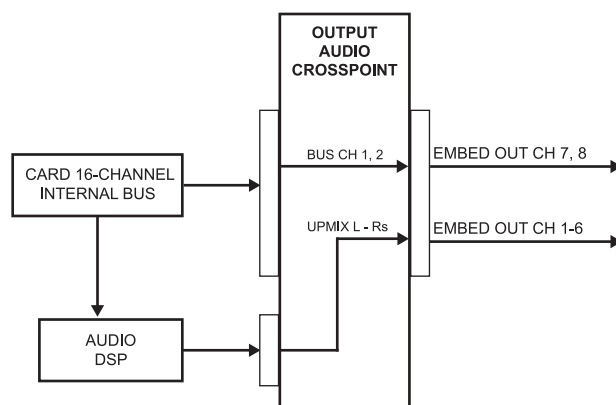 OUTPUT
AUDIO
CROSSPOINT
BUS CH 1, 2
EMBED OUT CH 7, 8
CARD 16-CHANNEL
INTERNAL BUS
UPMIX L - Rs
EMBED OUT CH 1-6
AUDIO
DSP